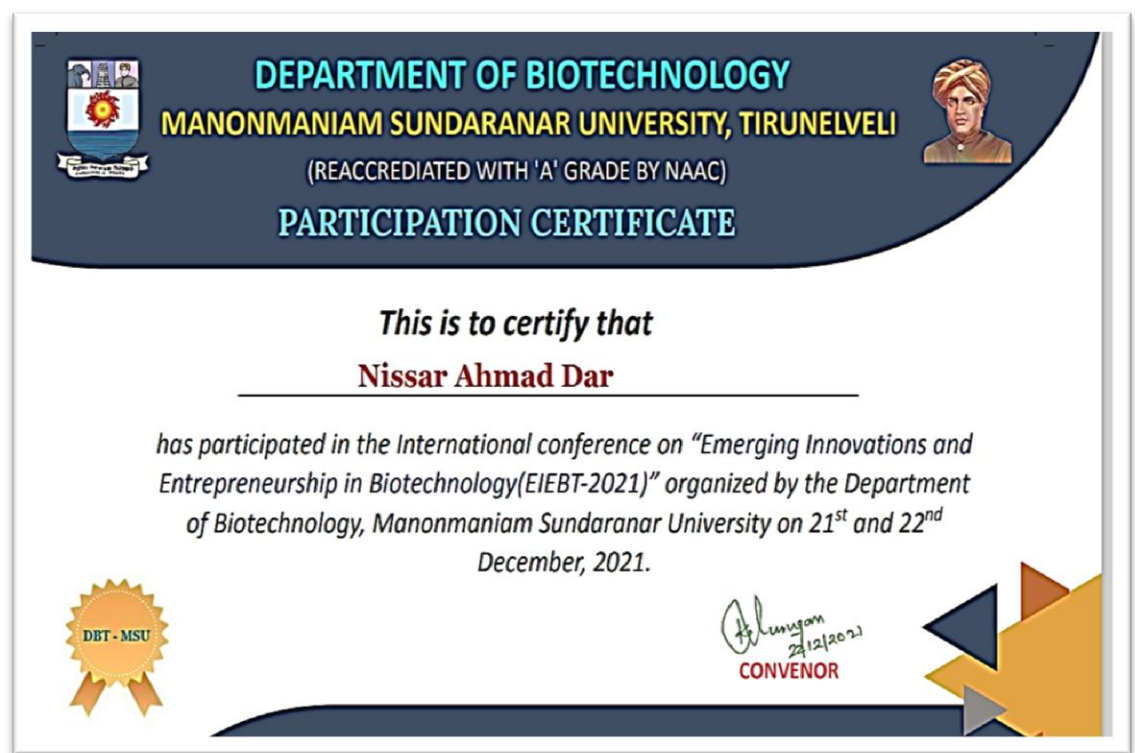 DEPARTMENT OF BIOTECHNOLOGY
MANONMANIAM SUNDARANAR UNIVERSITY, TIRUNELVELI
(REACCREDIATED WITH 'A' GRADE BY NAAC)
PARTICIPATION CERTIFICATE
This is to certify that
Nissar Ahmad Dar
has participated in the International conference on “Emerging Innovations and
Entrepreneurship in Biotechnology(EIEBT-2021)” organized by the Department
of Biotechnology, Manonmaniam Sundaranar University on 21st and 22nd
December, 2021.
DBT - MSU
22/12/2021
CONVENOR